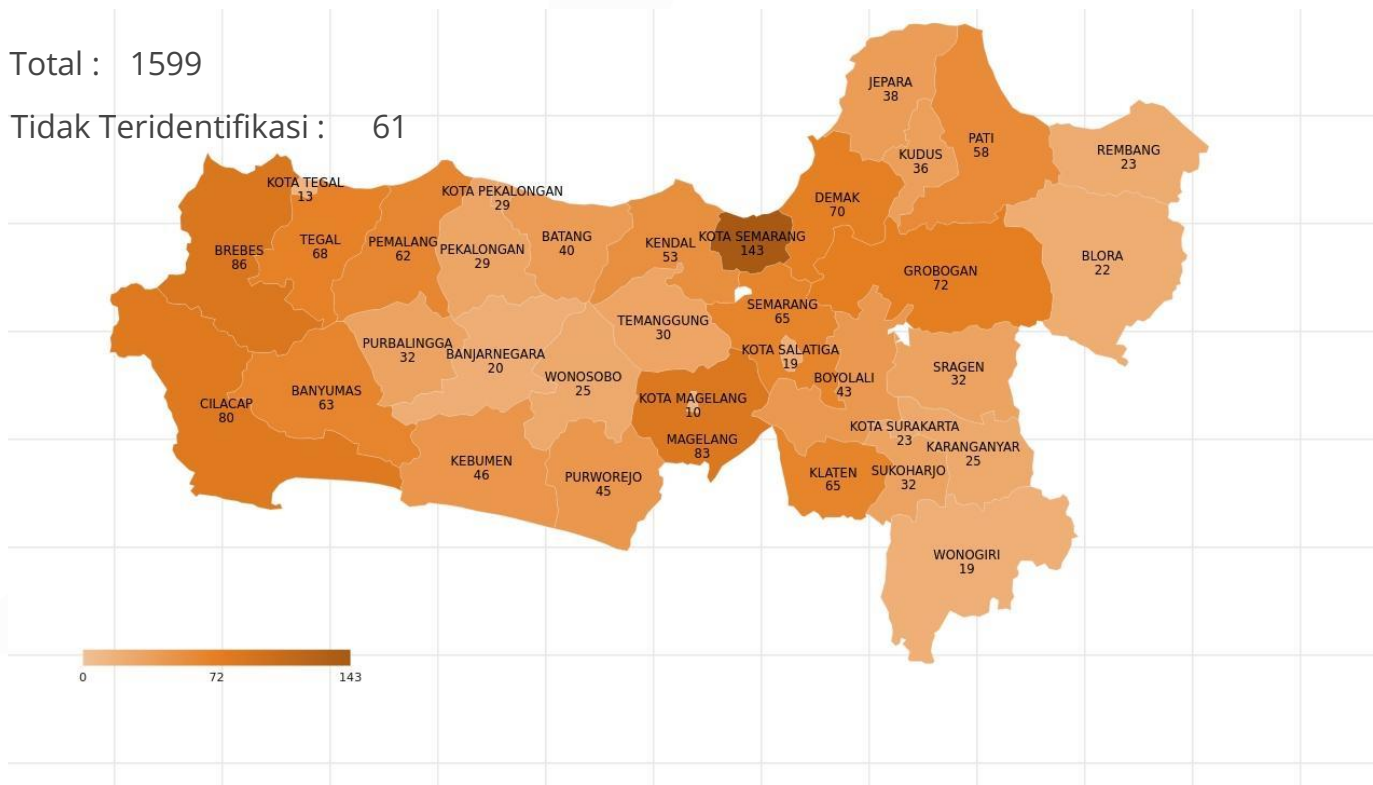 Total : 1599
Tidak Teridentifikasi : 61
JEPARA
38
KUDUS
36
PATI
58
REMBANG
23
BLORA
22
DEMAK
70
GROBOGAN
72
KOTA TEGAL
13
BREBES
86
TEGAL
68
PEMALANG
62
KOTA PEKALONGAN
29
PEKALONGAN
29
BATANG
40
KENDAL
53
KOTA SEMARANG
143
SEMARANG
65
TEMANGGUNG
30
PURBALINGGA
32
BANJARNEGARA
20
WONOSOBO
25
KOTA SALATIGA
19
BOYOLALI
43
SRAGEN
32
CILACAP
80
BANYUMAS
63
KOTA MAGELANG
10
MAGELANG
83
KEBUMEN
46
PURWOREJO
45
KLATEN
65
KOTA SURAKARTA
23
SUKOHARJO
32
KARANGANYAR
25
WONOGIRI
19
0 72 143